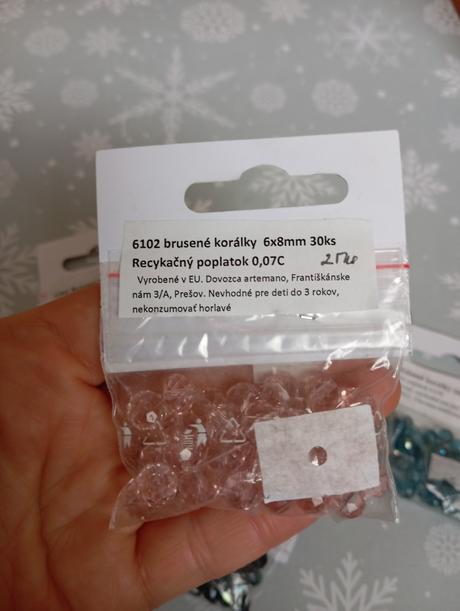 6102 brusené korálky 6x8mm 30ks
Recykačný poplatok 0,07C
Vyrobené v EU. Dovozca artemano, Františkánske
nám 3/A, Prešov. Nevhodné pre deti do 3 rokov,
nekonzumovať horlavé